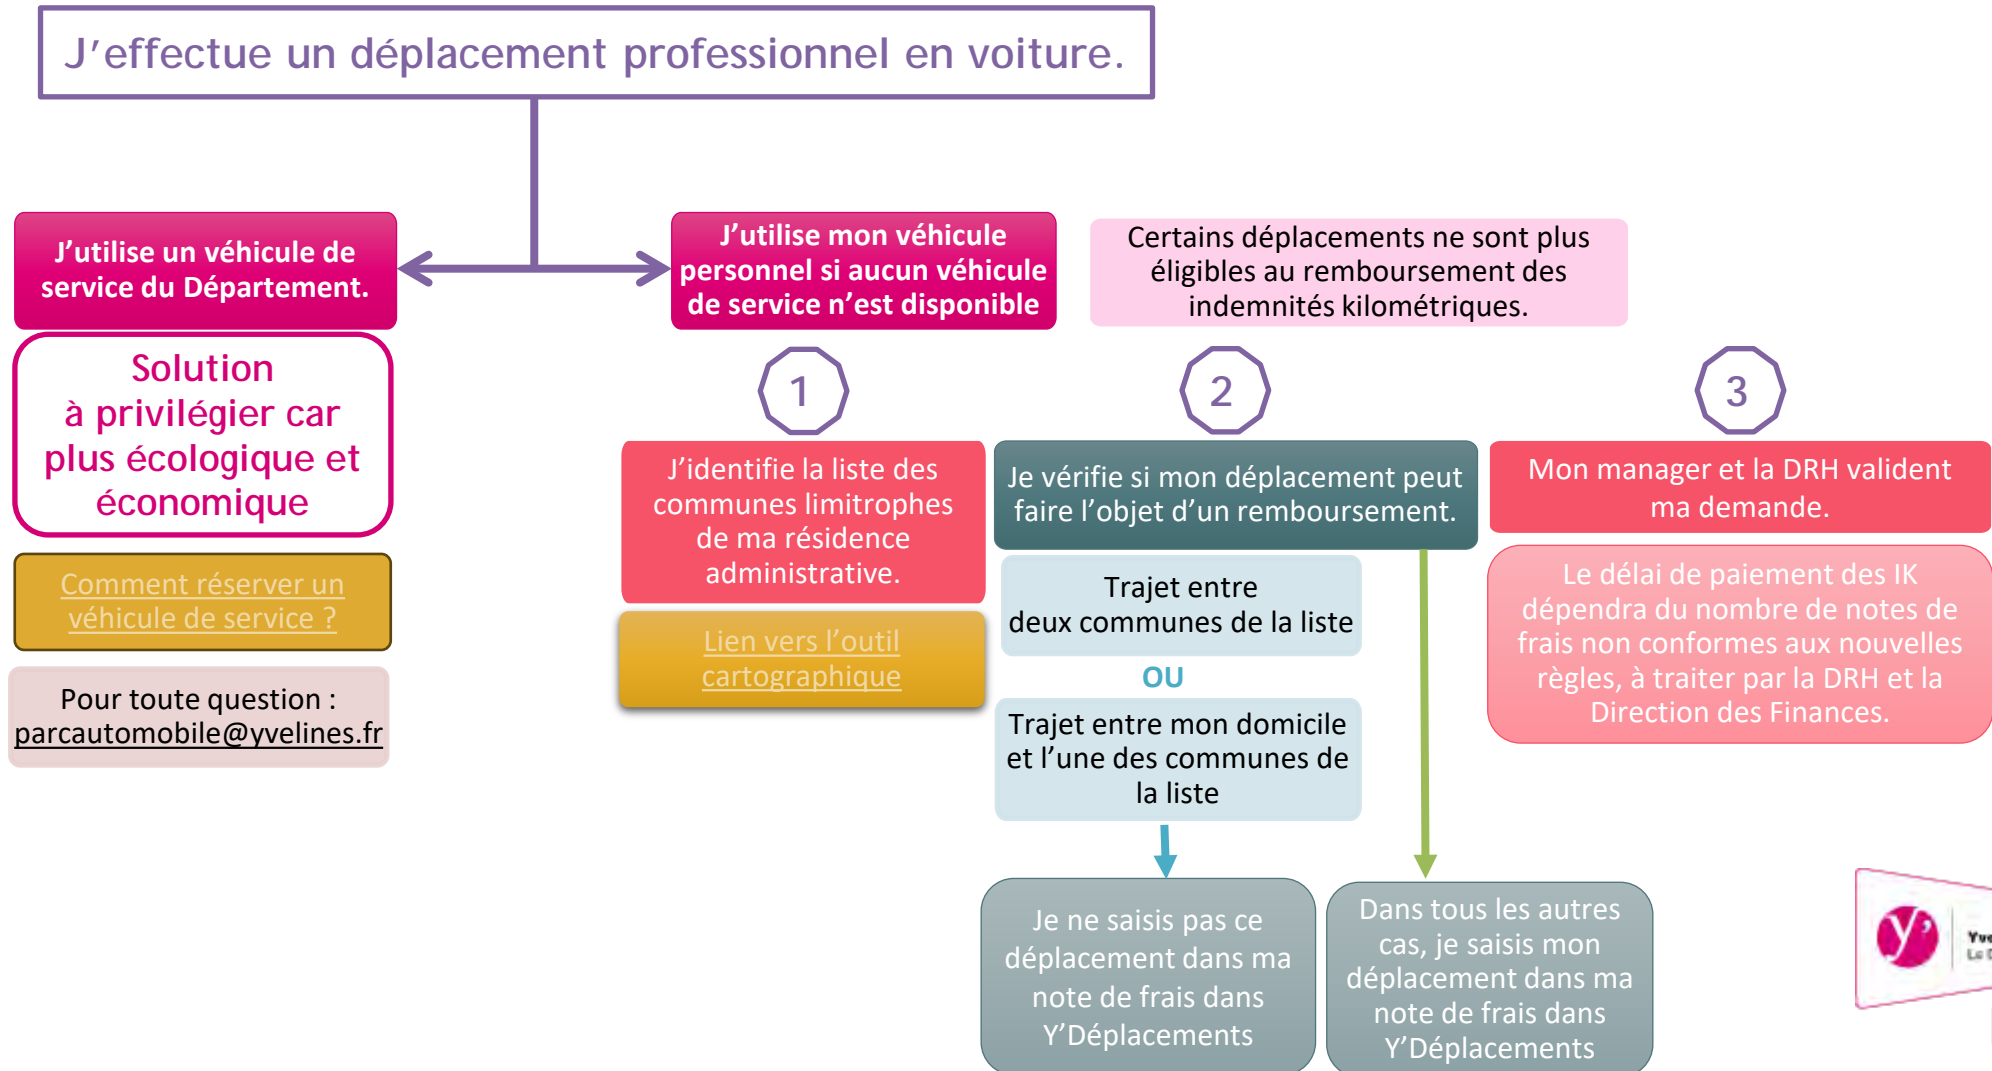 J’effectue un déplacement professionnel en voiture.
J’utilise un véhicule de
service du Département.
Solution
à privilégier car
plus écologique et
économique
Comment réserver un
véhicule de service ?
Pour toute question :
parcautomobile@yvelines.fr
J’utilise mon véhicule
personnel si aucun véhicule
de service n’est disponible
Certains déplacements ne sont plus
éligibles au remboursement des
indemnités kilométriques.
1
J’identifie la liste des
communes limitrophes
de ma résidence
administrative.
Lien vers l’outil
cartographique
2
Je vérifie si mon déplacement peut
faire l’objet d’un remboursement.
Trajet entre
deux communes de la liste
OU
Trajet entre mon domicile
et l’une des communes de
la liste
Je ne saisis pas ce
déplacement dans ma
note de frais dans
Y’Déplacements
Dans tous les autres
cas, je saisis mon
déplacement dans ma
note de frais dans
Y’Déplacements
3
Mon manager et la DRH valident
ma demande.
Le délai de paiement des IK
dépendra du nombre de notes de
frais non conformes aux nouvelles
règles, à traiter par la DRH et la
Direction des Finances.
y’